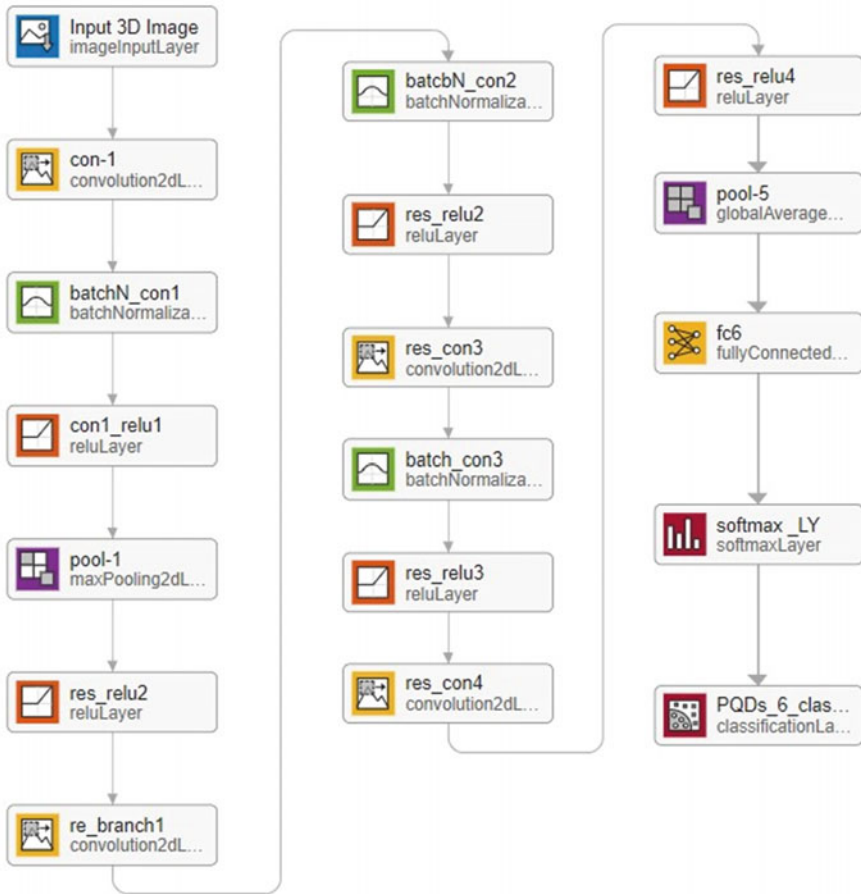 Input 3D Image
imageInputLayer
con-1
convolution2dL...
batchN_con1
batchNormaliza...
con1_relu1
reluLayer
pool-1
maxPooling2dL...
res_relu2
reluLayer
re_branch1
convolution2dL...
batcbN_con2
batchNormaliza...
res_relu2
reluLayer
res_con3
convolution2dL...
batch_con3
batchNormaliza...
res_relu3
reluLayer
res_con4
convolution2dL...
res_relu4
reluLayer
pool-5
globalAverage...
fc6
fullyConnected...
softmax _LY
softmaxLayer
PQDs_6_clas...
classificationLa...